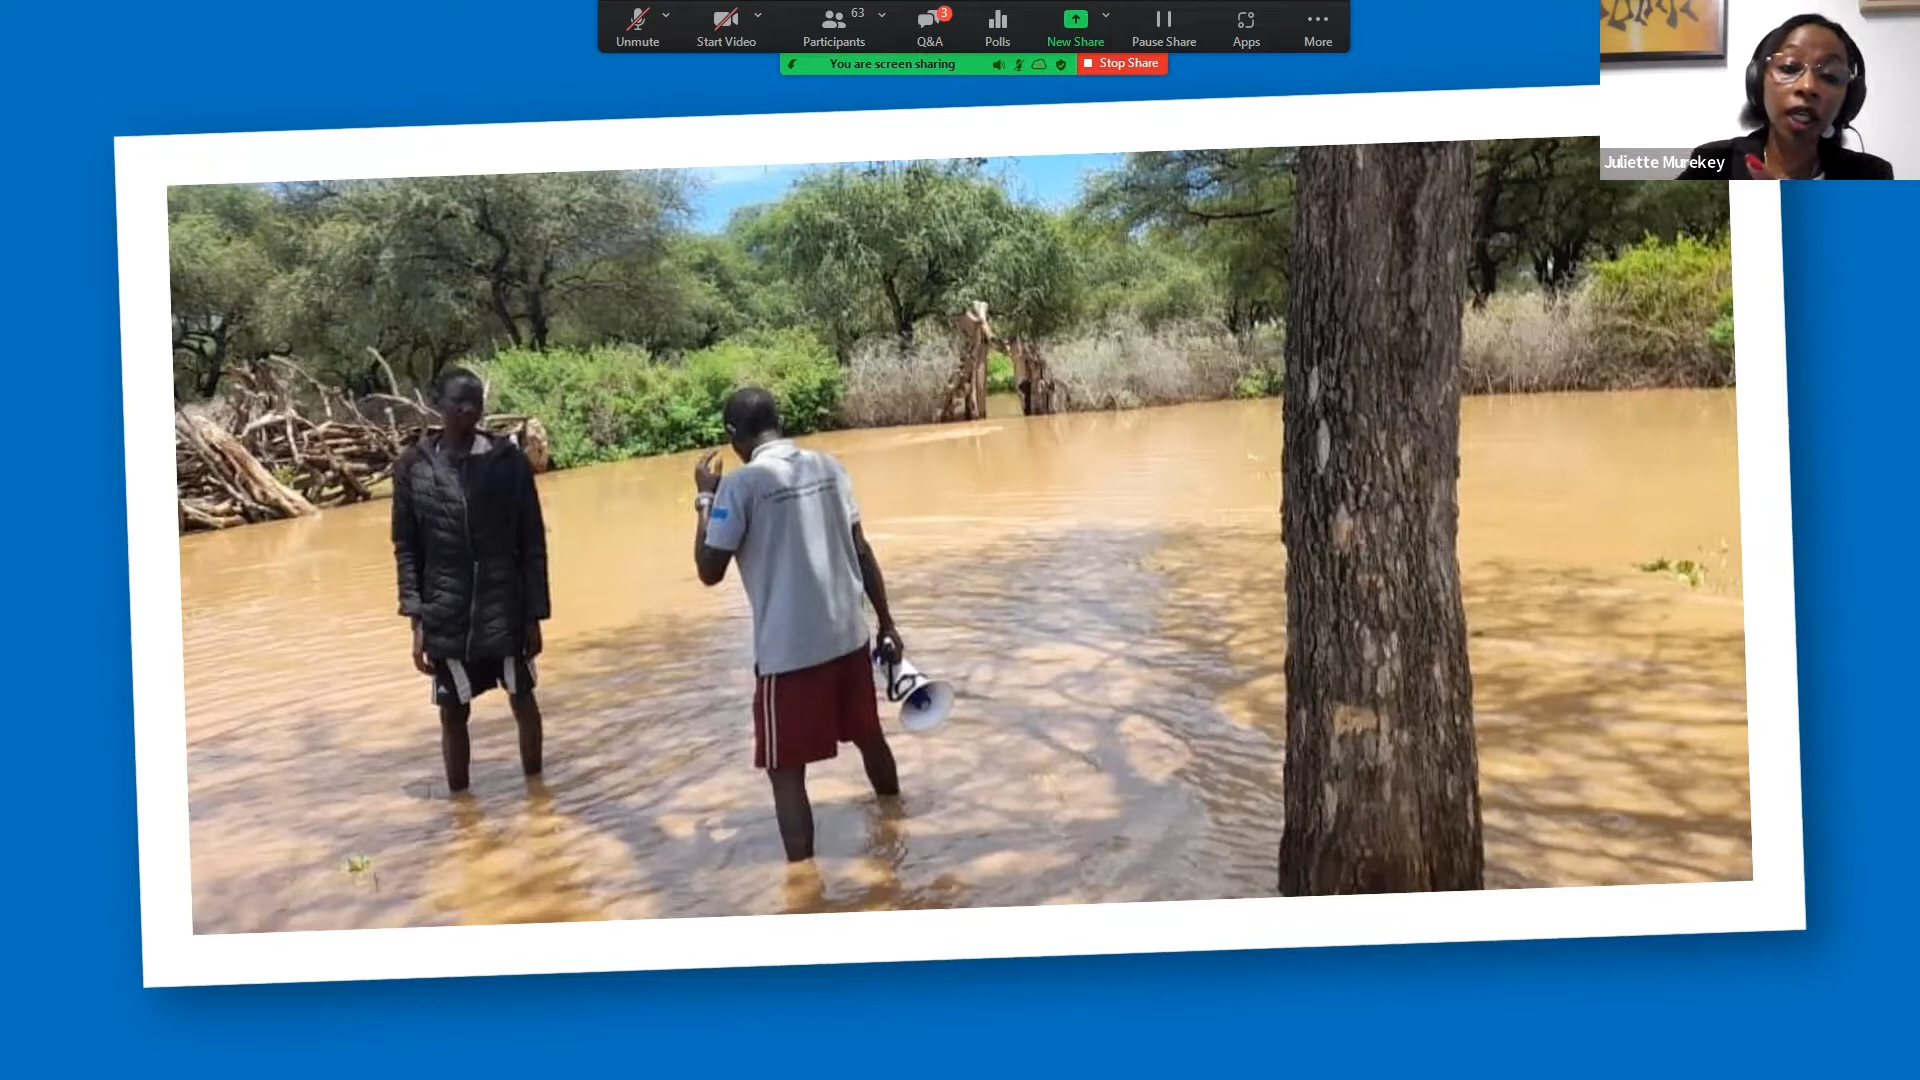 63
3
Unmute
Start Video
Participants
Q&A
Polls
New Share
Pause Share
Apps
More
You are screen sharing
Stop Share
Juliette Murekey